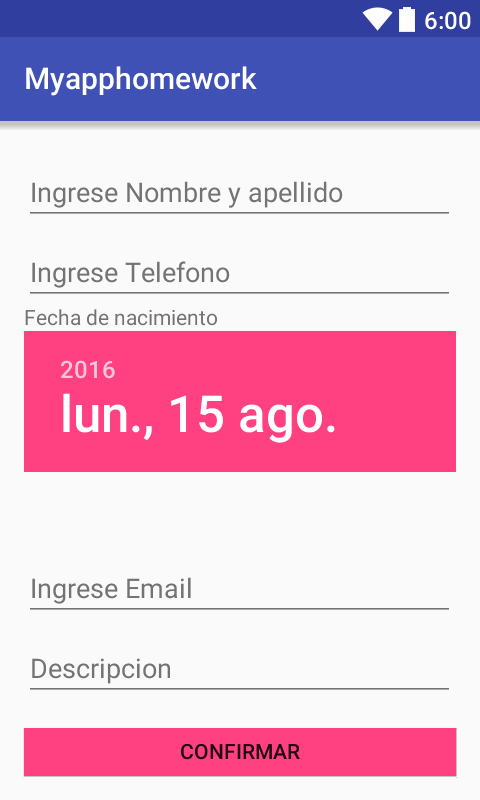 6:00
Myapphomework
Ingrese Nombre y apellido
Ingrese Telefono
Fecha de nacimiento
2016
lun., 15 ago.
Ingrese Email
Descripcion
CONFIRMAR